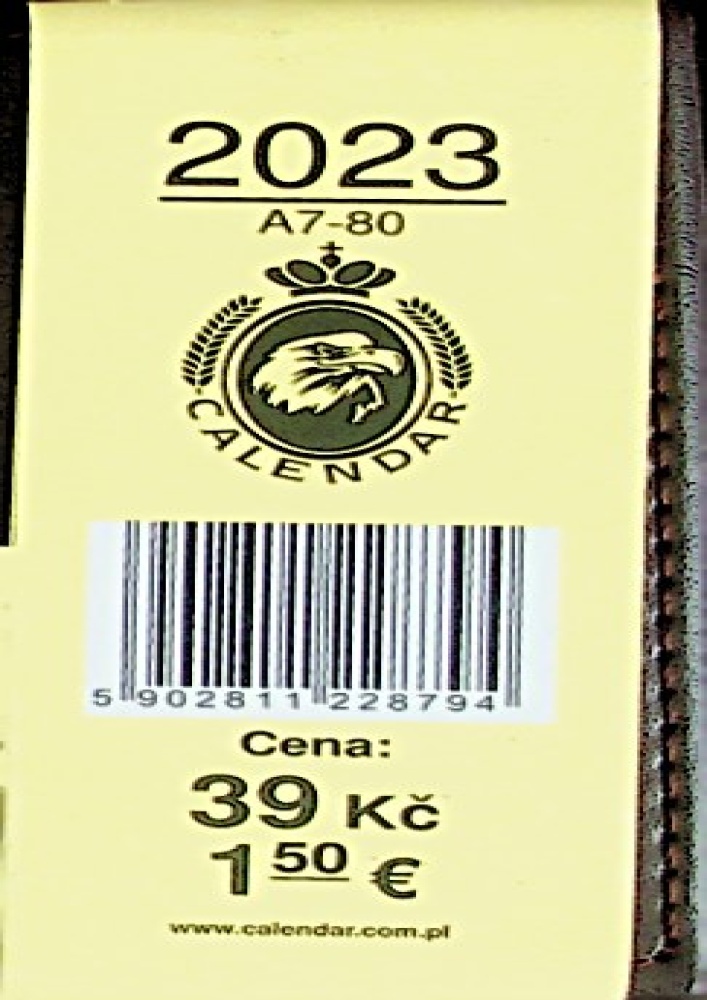 2023
A7-80
CALENDAR
5 902811 228794
Cena:
39 Kč
1 50 €
www.calendar.com.pl